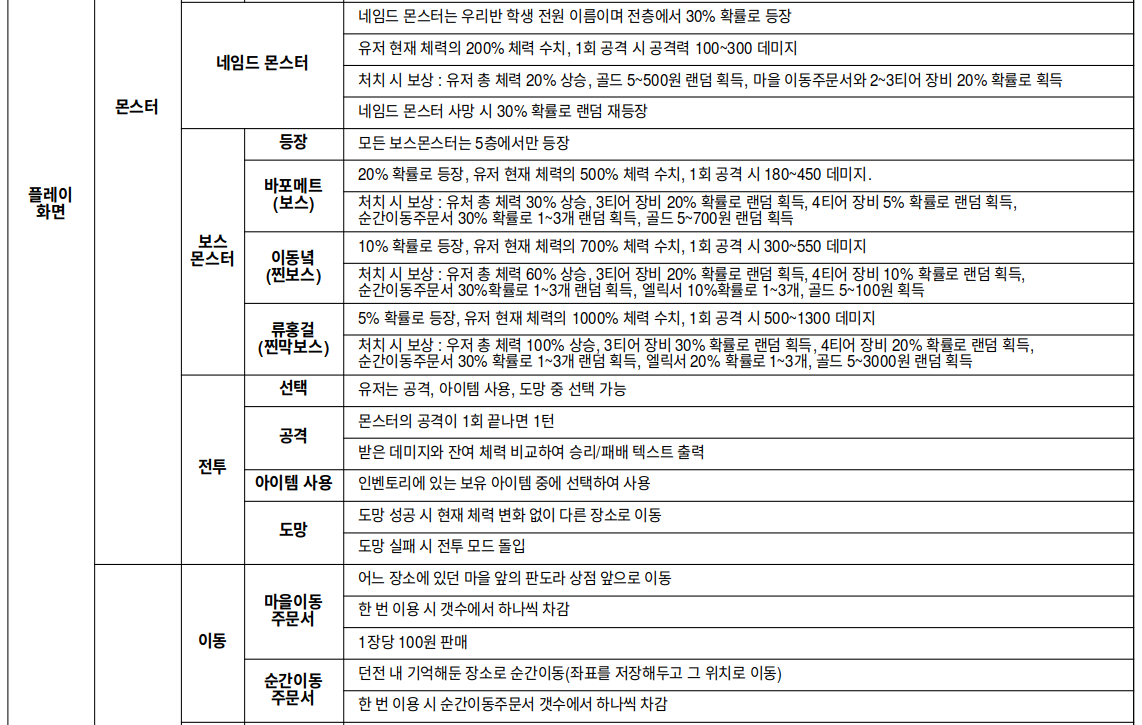 플레이
화면
몬스터
네임드 몬스터
네임드 몬스터는 우리반 학생 전원 이름이며 전층에서 30% 확률로 등장
유저 현재 체력의 200% 체력 수치, 1회 공격 시 공격력 100~300 데미지
처치 시 보상 : 유저 총 체력 20% 상승, 골드 5~500원 랜덤 획득, 마을 이동주문서와 2~3티어 장비 20% 확률로 획득
네임드 몬스터 사망 시 30% 확률로 랜덤 재등장
보스
몬스터
등장
모든 보스몬스터는 5층에서만 등장
바포메트
(보스)
20% 확률로 등장, 유저 현재 체력의 500% 체력 수치, 1회 공격 시 180~450 데미지.
처치 시 보상 : 유처 총 체력 30% 상승, 3티어 장비 20% 확률로 랜덤 획득, 4티어 장비 5% 확률로 랜덤 획득,
순간이동주문서 30% 확률로 1~3개 랜덤 획득, 골드 5~700원 랜덤 획득
이동녘
(찐보스)
10% 확률로 등장, 유저 현재 체력의 700% 체력 수치, 1회 공격 시 300~550 데미지
처치 시 보상 : 유저 총 체력 60% 상승, 3티어 장비 20% 확률로 랜덤 획득, 4티어 장비 10% 확률로 랜덤 획득,
순간이동주문서 30%확률로 1~3개 랜덤 획득, 엘릭서 10%확률로 1~3개, 골드 5~100원 획득
류홍걸
(찐막보스)
5% 확률로 등장, 유저 현재 체력의 1000% 체력 수치, 1회 공격 시 500~1300 데미지
처치 시 보상 : 유저 총 체력 100% 상승, 3티어 장비 30% 확률로 랜덤 획득, 4티어 장비 20% 확률로 랜덤 획득,
순간이동주문서 30% 확률로 1~3개 랜덤 획득, 엘릭서 20% 확률로 1~3개, 골드 5~3000원 랜덤 획득
전투
선택
유저는 공격, 아이템 사용, 도망 중 선택 가능
공격
몬스터의 공격이 1회 끝나면 1턴
받은 데미지와 잔여 체력 비교하여 승리/패배 텍스트 출력
아이템 사용
인벤토리에 있는 보유 아이템 중에 선택하여 사용
도망
도망 성공 시 현재 체력 변화 없이 다른 장소로 이동
도망 실패 시 전투 모드 돌입
이동
마을이동
주문서
어느 장소에 있던 마을 앞의 판도라 상점 앞으로 이동
한 번 이용 시 갯수에서 하나씩 차감
1장당 100원 판매
순간이동
주문서
던전 내 기억해둔 장소로 순간이동(좌표를 저장해두고 그 위치로 이동)
한 번 이용 시 순간이동주문서 갯수에서 하나씩 차감